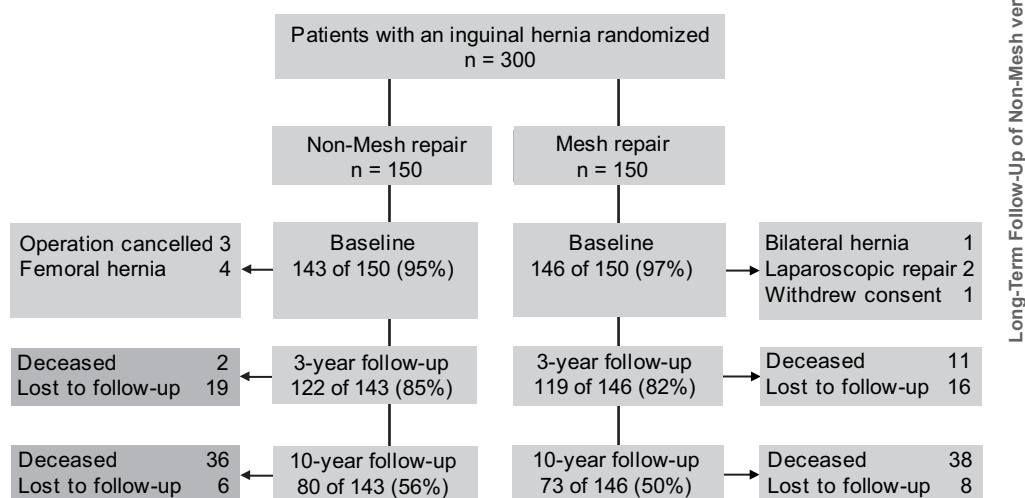 Patients with an inguinal hernia randomized
n = 300
Non-Mesh repair
n = 150
Mesh repair
n = 150
Operation cancelled 3
Femoral hernia 4
Baseline
143 of 150 (95%)
Baseline
146 of 150 (97%)
Bilateral hernia 1
Laparoscopic repair 2
Withdrew consent 1
Deceased 2
Lost to follow-up 19
3-year follow-up
122 of 143 (85%)
3-year follow-up
119 of 146 (82%)
Deceased 11
Lost to follow-up 16
Deceased 36
Lost to follow-up 6
10-year follow-up
80 of 143 (56%)
10-year follow-up
73 of 146 (50%)
Deceased 38
Lost to follow-up 8
Long-Term Follow-Up of Non-Mesh